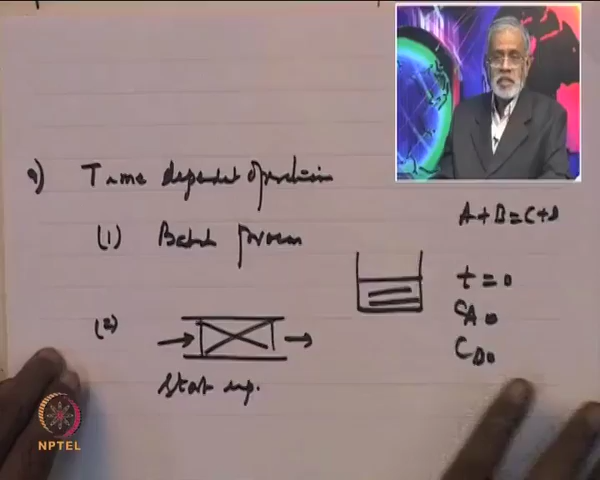 a) Time dependent operation
(1) Batch process
A+B=C+D
t=0
CA0
CB0
(2)
Start up.
NPTEL